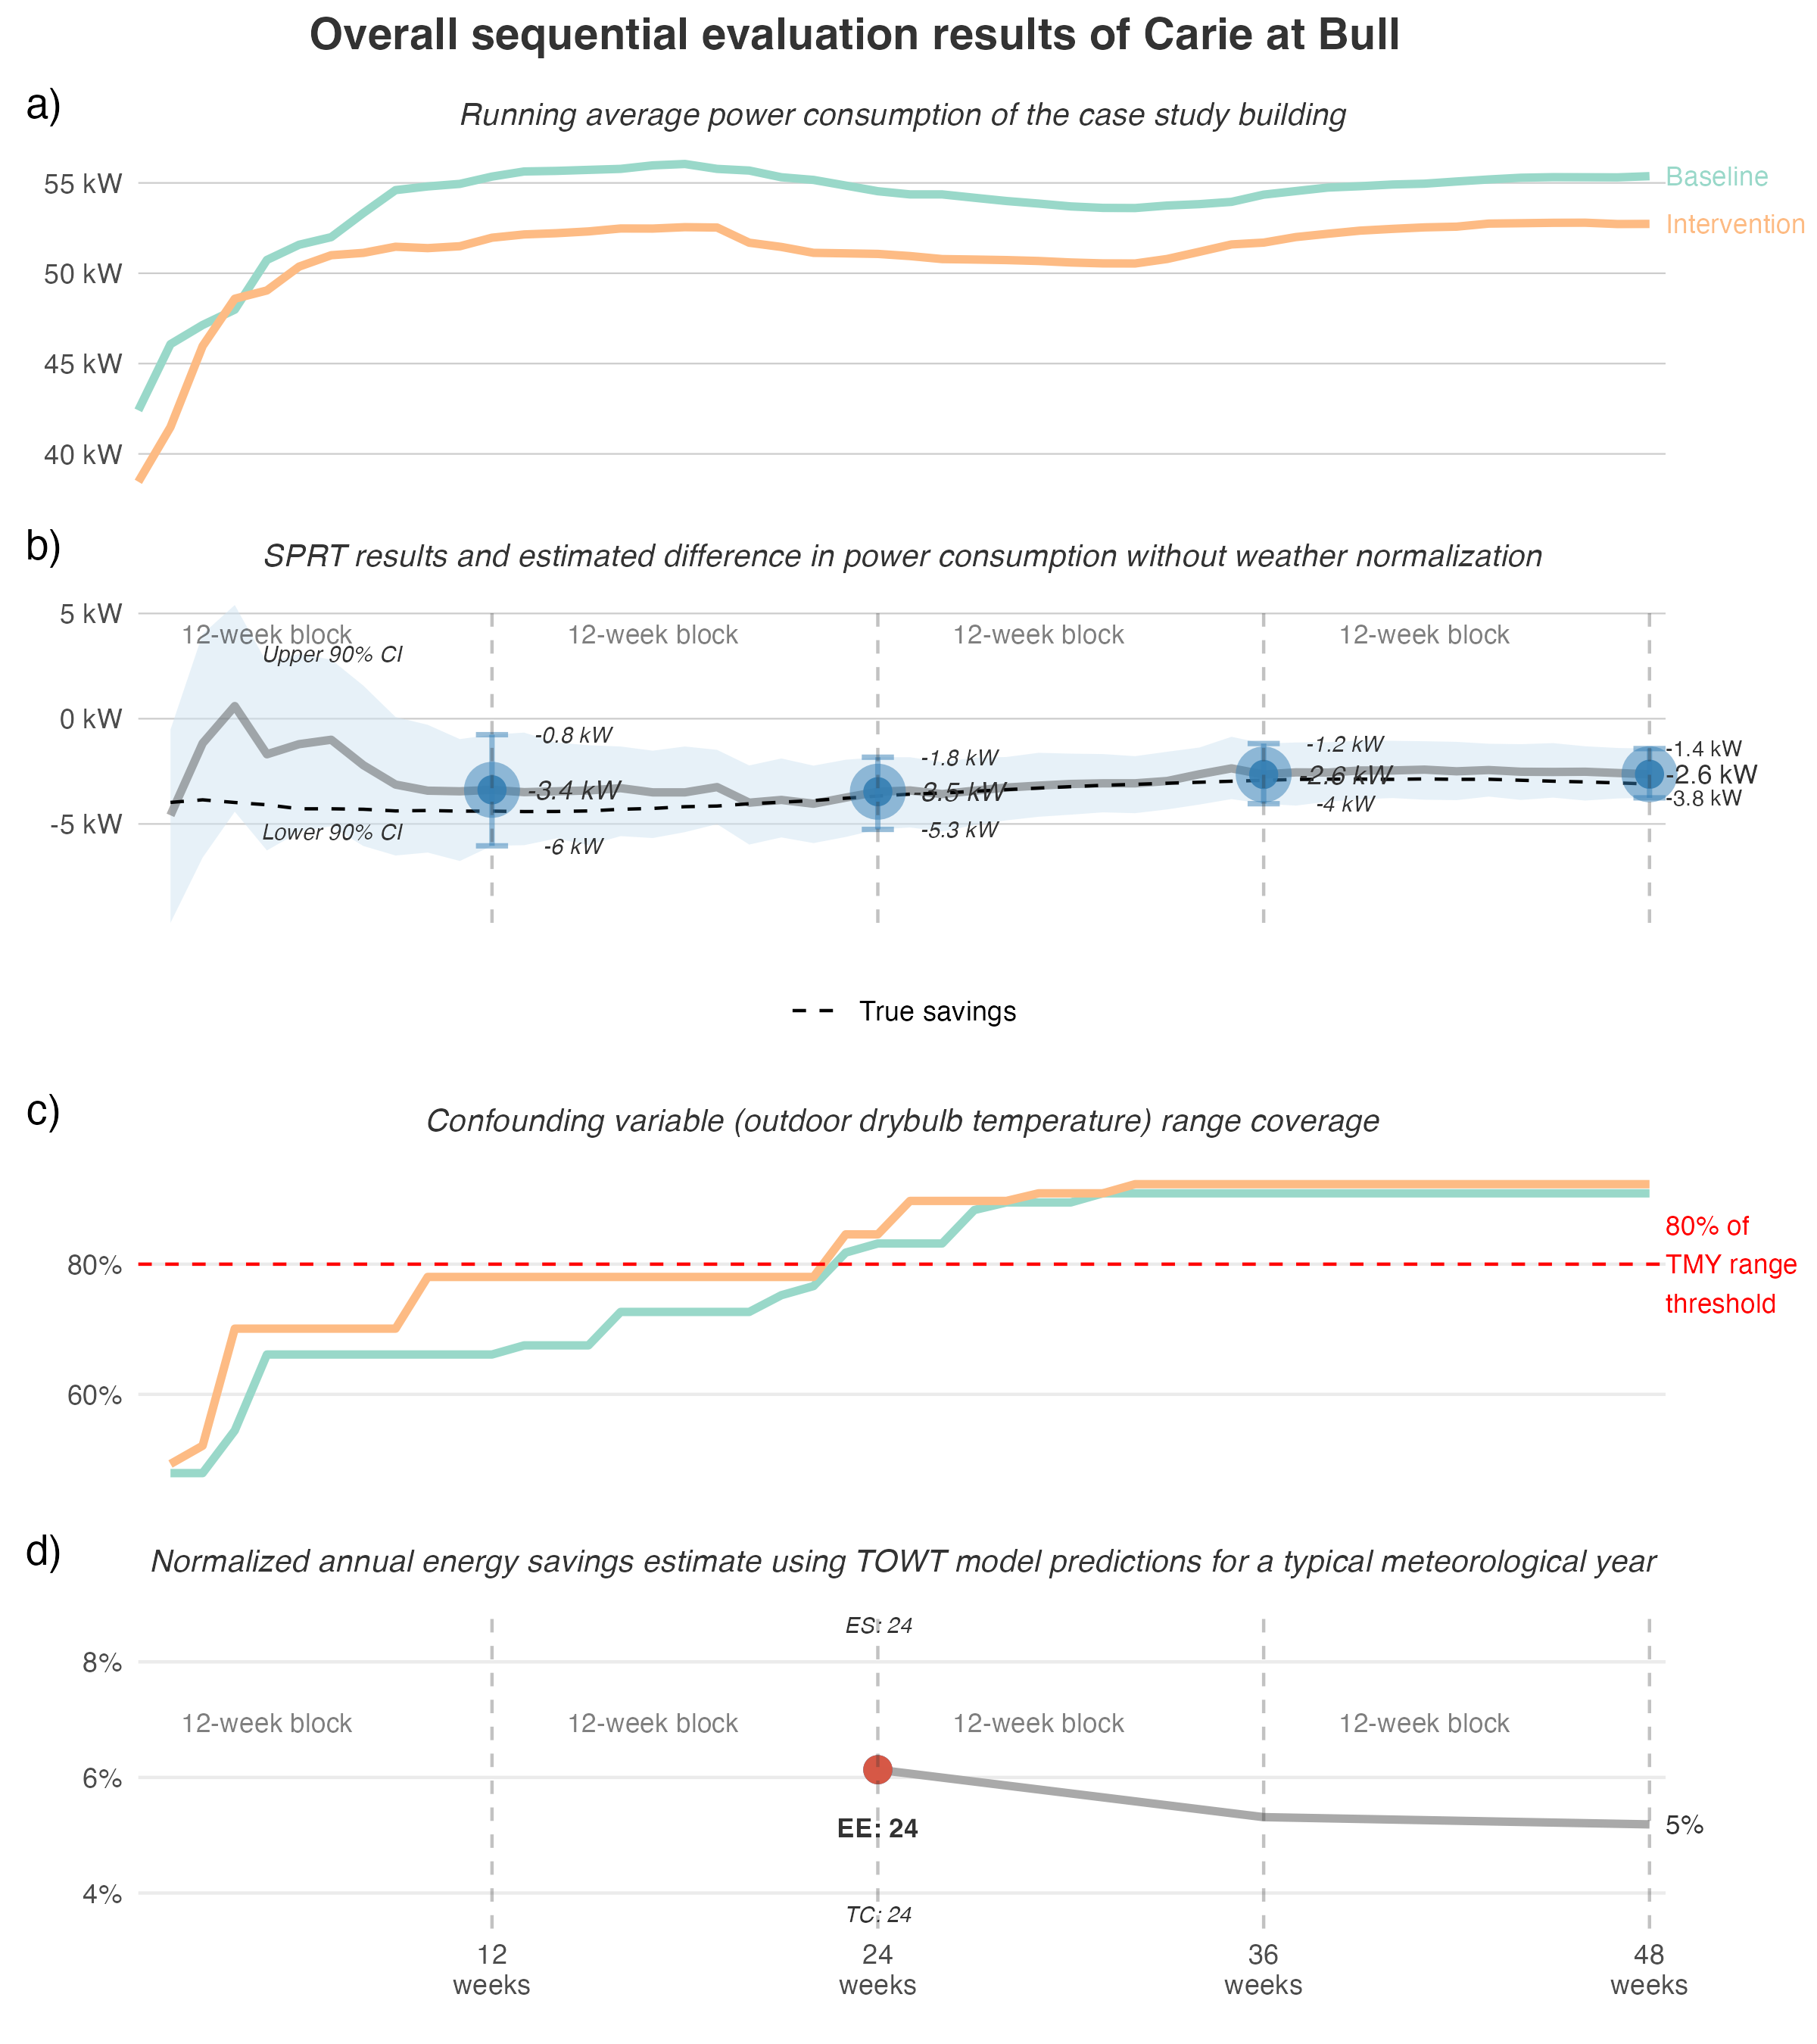 Overall sequential evaluation results of Carie at Bull
a)
Running average power consumption of the case study building
55 kW
50 kW
45 kW
40 kW
Baseline
Intervention
b)
SPRT results and estimated difference in power consumption without weather normalization
5 kW
0 kW
-5 kW
12-week block
12-week block
12-week block
12-week block
Upper 90% CI
Lower 90% CI
-0.8 kW
-3.4 kW
-6 kW
-1.8 kW
-3.5 kW
-5.3 kW
-1.2 kW
-2.6 kW
-4 kW
-1.4 kW
-2.6 kW
-3.8 kW
True savings
c)
Confounding variable (outdoor drybulb temperature) range coverage
80%
60%
80% of
TMY range
threshold
d)
Normalized annual energy savings estimate using TOWT model predictions for a typical meteorological year
ES: 24
8%
6%
4%
12-week block
12-week block
12-week block
12-week block
EE: 24
5%
TC: 24
12
weeks
24
weeks
36
weeks
48
weeks